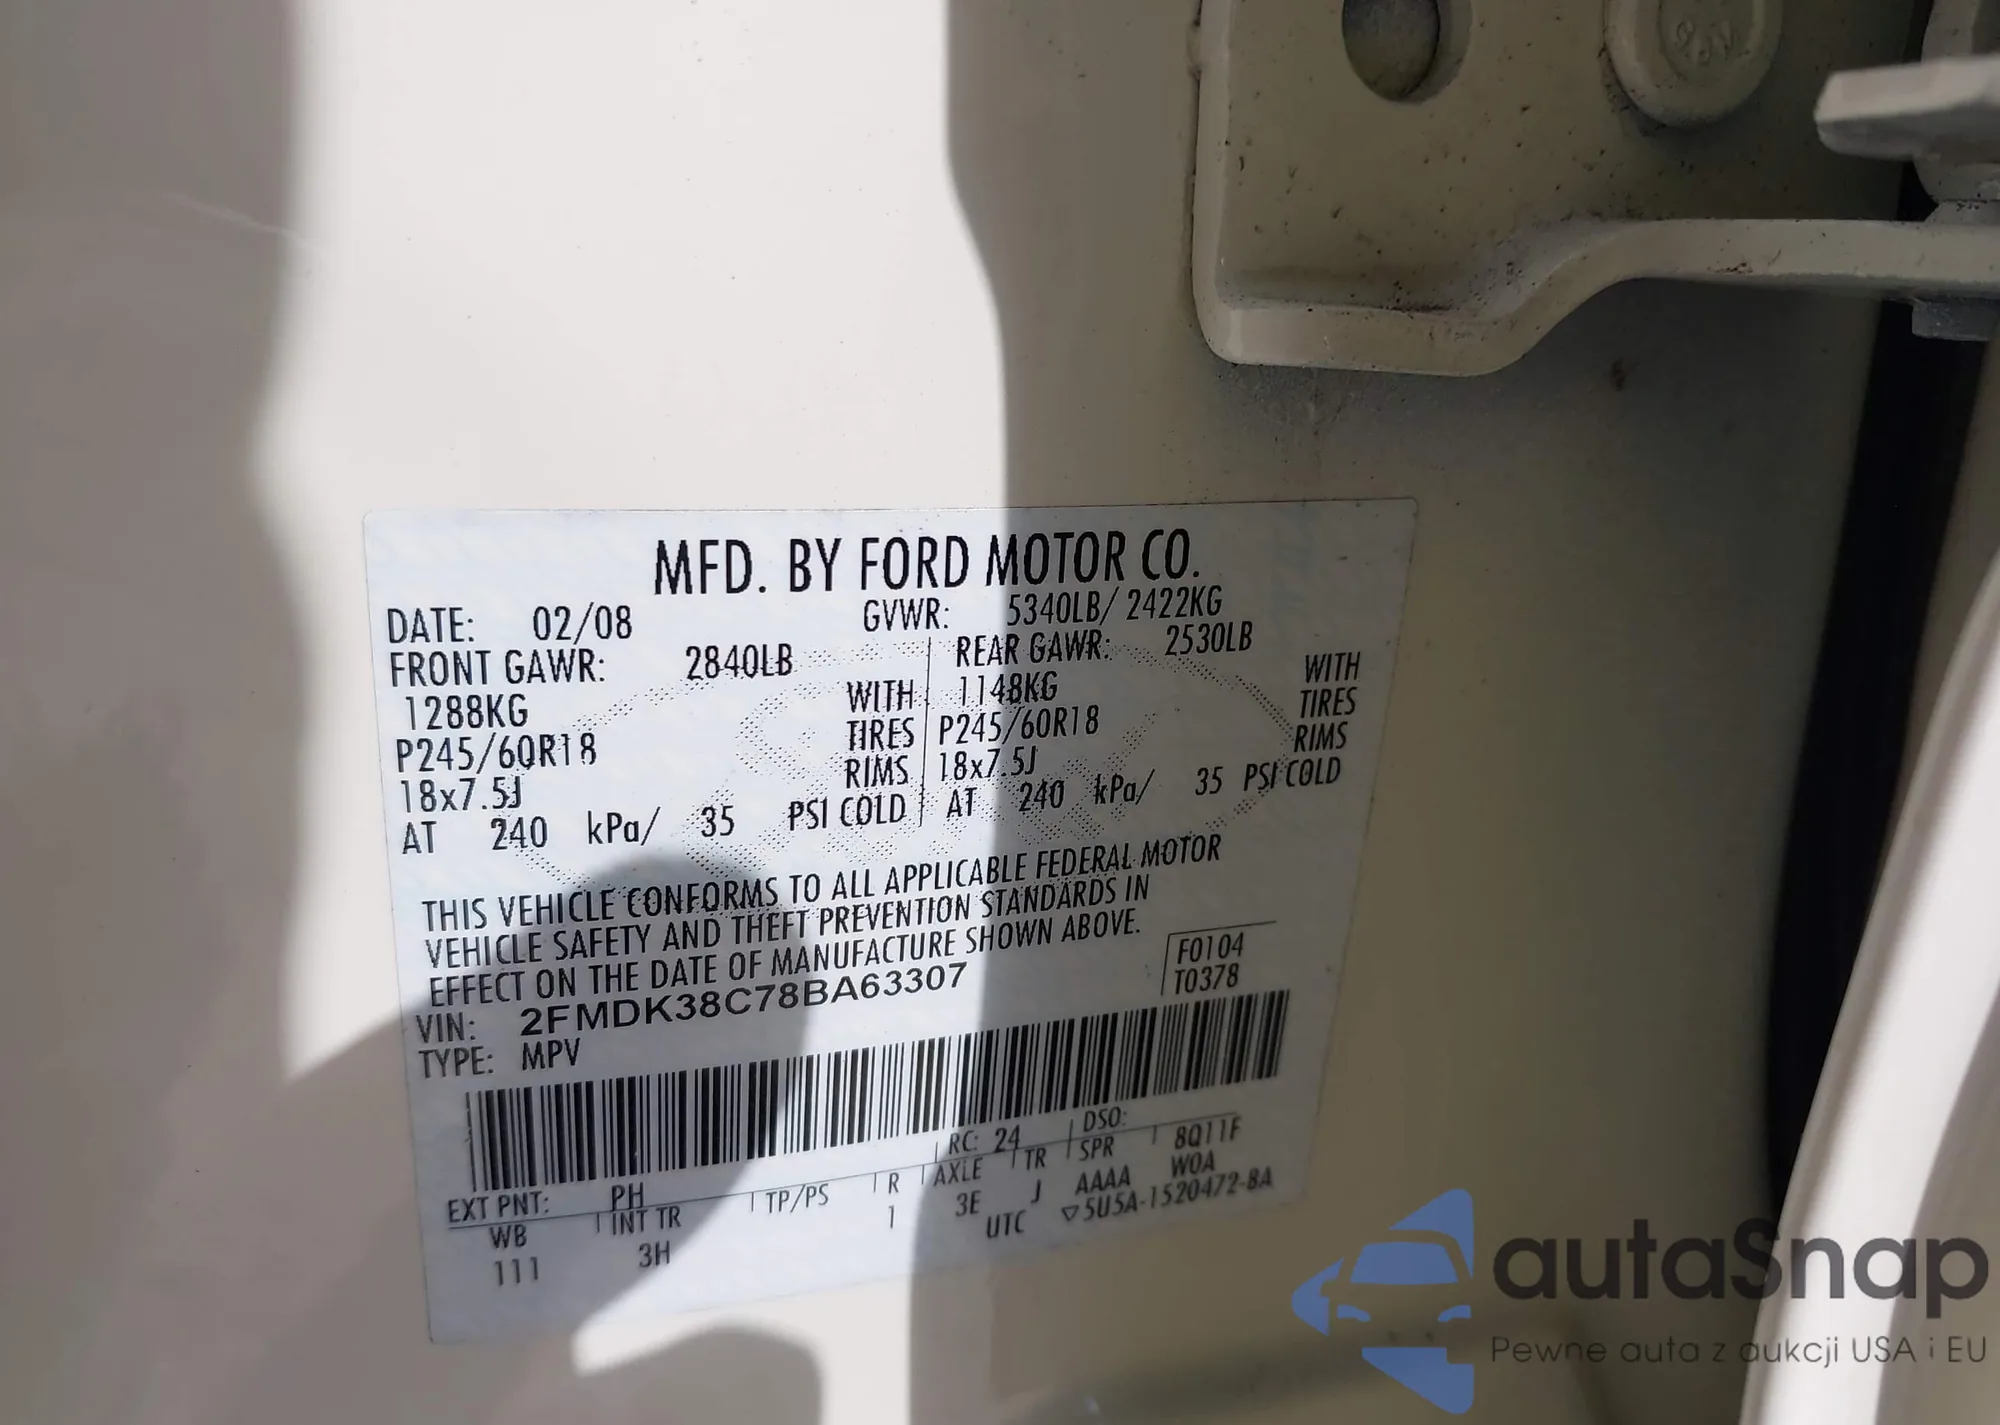 MFD. BY FORD MOTOR CO.
DATE: 02/08 GVWR: 5340LB/ 2422KG
FRONT GAWR: 2840LB REAR GAWR: 2530LB
1288KG WITH 1148KG WITH
P245/60R18 TIRES P245/60R18 TIRES
18x7.5J RIMS 18x7.5J RIMS
AT 240 kPa/ 35 PSI COLD AT 240 kPa/ 35 PSI COLD
THIS VEHICLE CONFORMS TO ALL APPLICABLE FEDERAL MOTOR
VEHICLE SAFETY AND THEFT PREVENTION STANDARDS IN
EFFECT ON THE DATE OF MANUFACTURE SHOWN ABOVE.
F0104
VIN: 2FMDK38C78BA63307 T0378
TYPE: MPV
EXT PNT: PH RC: 24 DSO:
WB INT TR TP/PS R AXLE TR SPR 8Q11F
111 3H 1 3E J AAAA W0A
UTC ▽5U5A-1520472-8A
autaSnap
Pewne auta z aukcji USA i EU